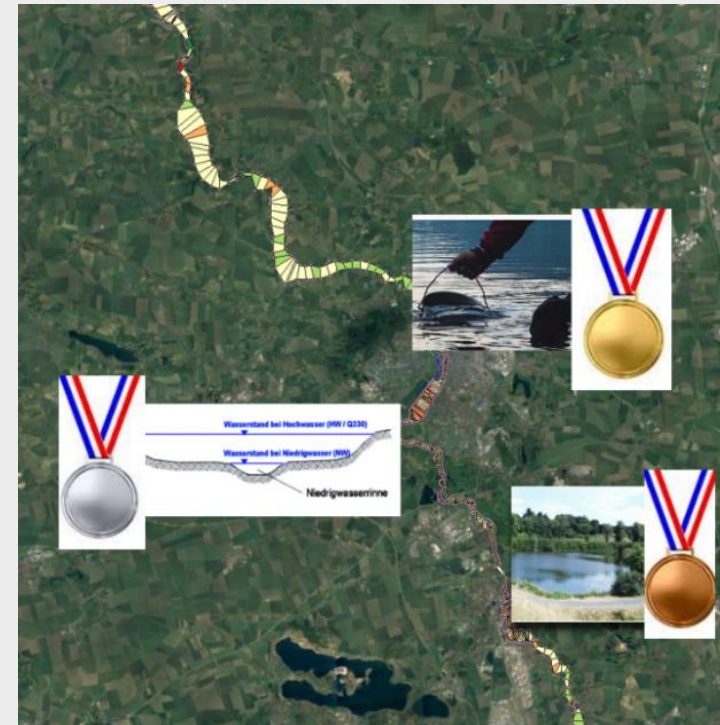 Wasserstand bei Hochwasser (HW / Q330)
Wasserstand bei Niedrigwasser (NW)
Niedrigwasserrinne